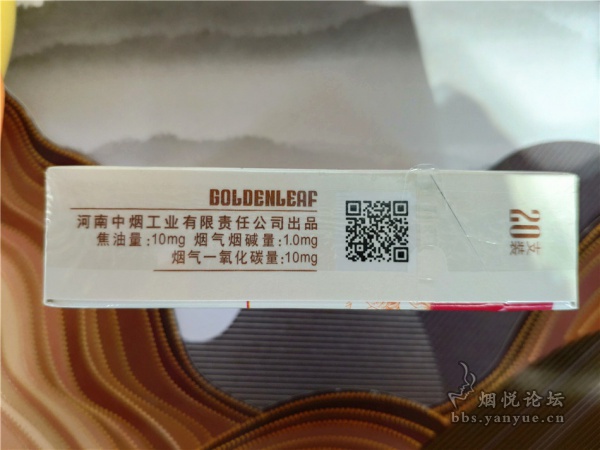 GOLDENLEAF
河南中烟工业有限责任公司出品
焦油量:10mg 烟气烟碱量:1.0mg
烟气一氧化碳量:10mg
20支装
烟悦论坛
bbs.yanyue.cn